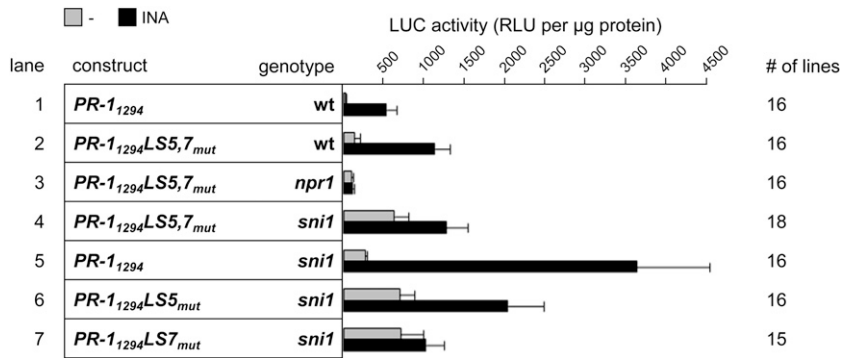 - INA
LUC activity (RLU per µg protein)
500 1000 1500 2000 2500 3000 3500 4000 4500
lane construct genotype # of lines
1 PR-1₁₂₉₄ wt 16
2 PR-1₁₂₉₄LS5,7ₘᵤₜ wt 16
3 PR-1₁₂₉₄LS5,7ₘᵤₜ npr1 16
4 PR-1₁₂₉₄LS5,7ₘᵤₜ sni1 18
5 PR-1₁₂₉₄ sni1 16
6 PR-1₁₂₉₄LS5ₘᵤₜ sni1 16
7 PR-1₁₂₉₄LS7ₘᵤₜ sni1 15